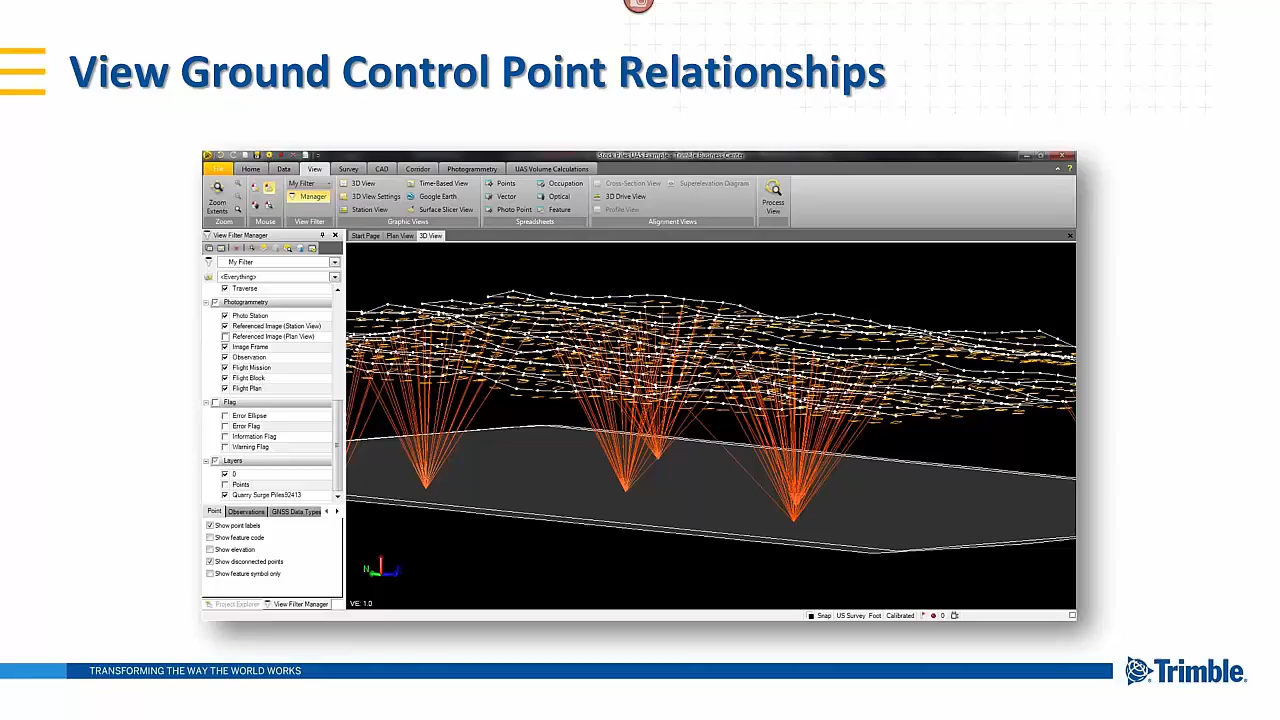 View Ground Control Point Relationships
Stock Piles UAS Example - Trimble Business Center
File Home Data View Survey CAD Corridor Photogrammetry UAS Volume Calculations
My Filter 3D View Time-Based View Points Occupation Cross-Section View Superelevation Diagram
Manager 3D View Settings Google Earth Vector Optical 3D Drive View
Zoom Extents Station View Surface Slicer View Photo Point Feature Profile View Process View
Zoom Mouse View Filter Graphic Views Spreadsheets Alignment Views
View Filter Manager Start Page Plan View 3D View
My Filter
<Everything>
Traverse
Photogrammetry
Photo Station
Referenced Image (Station View)
Referenced Image (Plan View)
Image Frame
Observation
Flight Mission
Flight Block
Flight Plan
Flag
Error Ellipse
Error Flag
Information Flag
Warning Flag
Layers
0
Points
Quarry Surge Piles92413
Point Observations GNSS Data Types
Show point labels
Show feature code
Show elevation
Show disconnected points
Show feature symbol only
N
Project Explorer View Filter Manager VE: 1.0
Snap US Survey Foot Calibrated 0
TRANSFORMING THE WAY THE WORLD WORKS
Trimble